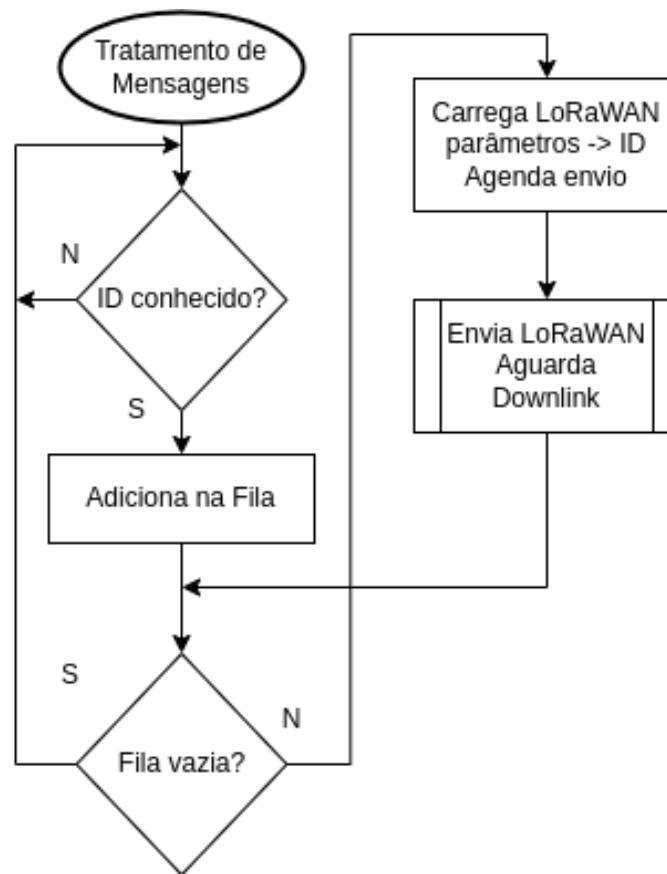 Tratamento de
Mensagens
N
ID conhecido?
S
Adiciona na Fila
S
N
Fila vazia?
Carrega LoRaWAN
parâmetros -> ID
Agenda envio
Envia LoRaWAN
Aguarda
Downlink